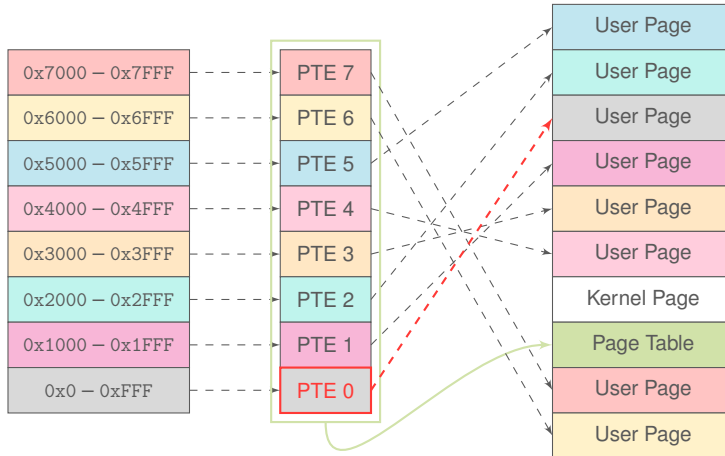 0x7000 – 0x7FFF
0x6000 – 0x6FFF
0x5000 – 0x5FFF
0x4000 – 0x4FFF
0x3000 – 0x3FFF
0x2000 – 0x2FFF
0x1000 – 0x1FFF
0x0 – 0xFFF
PTE 7
PTE 6
PTE 5
PTE 4
PTE 3
PTE 2
PTE 1
PTE 0
User Page
User Page
User Page
User Page
User Page
User Page
Kernel Page
Page Table
User Page
User Page